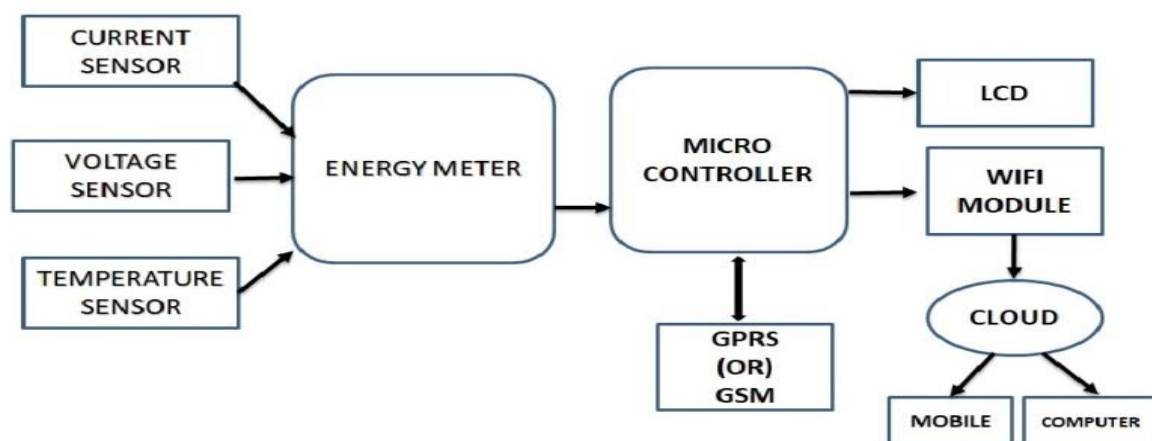 CURRENT
SENSOR
VOLTAGE
SENSOR
TEMPERATURE
SENSOR
ENERGY METER
MICRO
CONTROLLER
GPRS
(OR)
GSM
LCD
WIFI
MODULE
CLOUD
MOBILE
COMPUTER